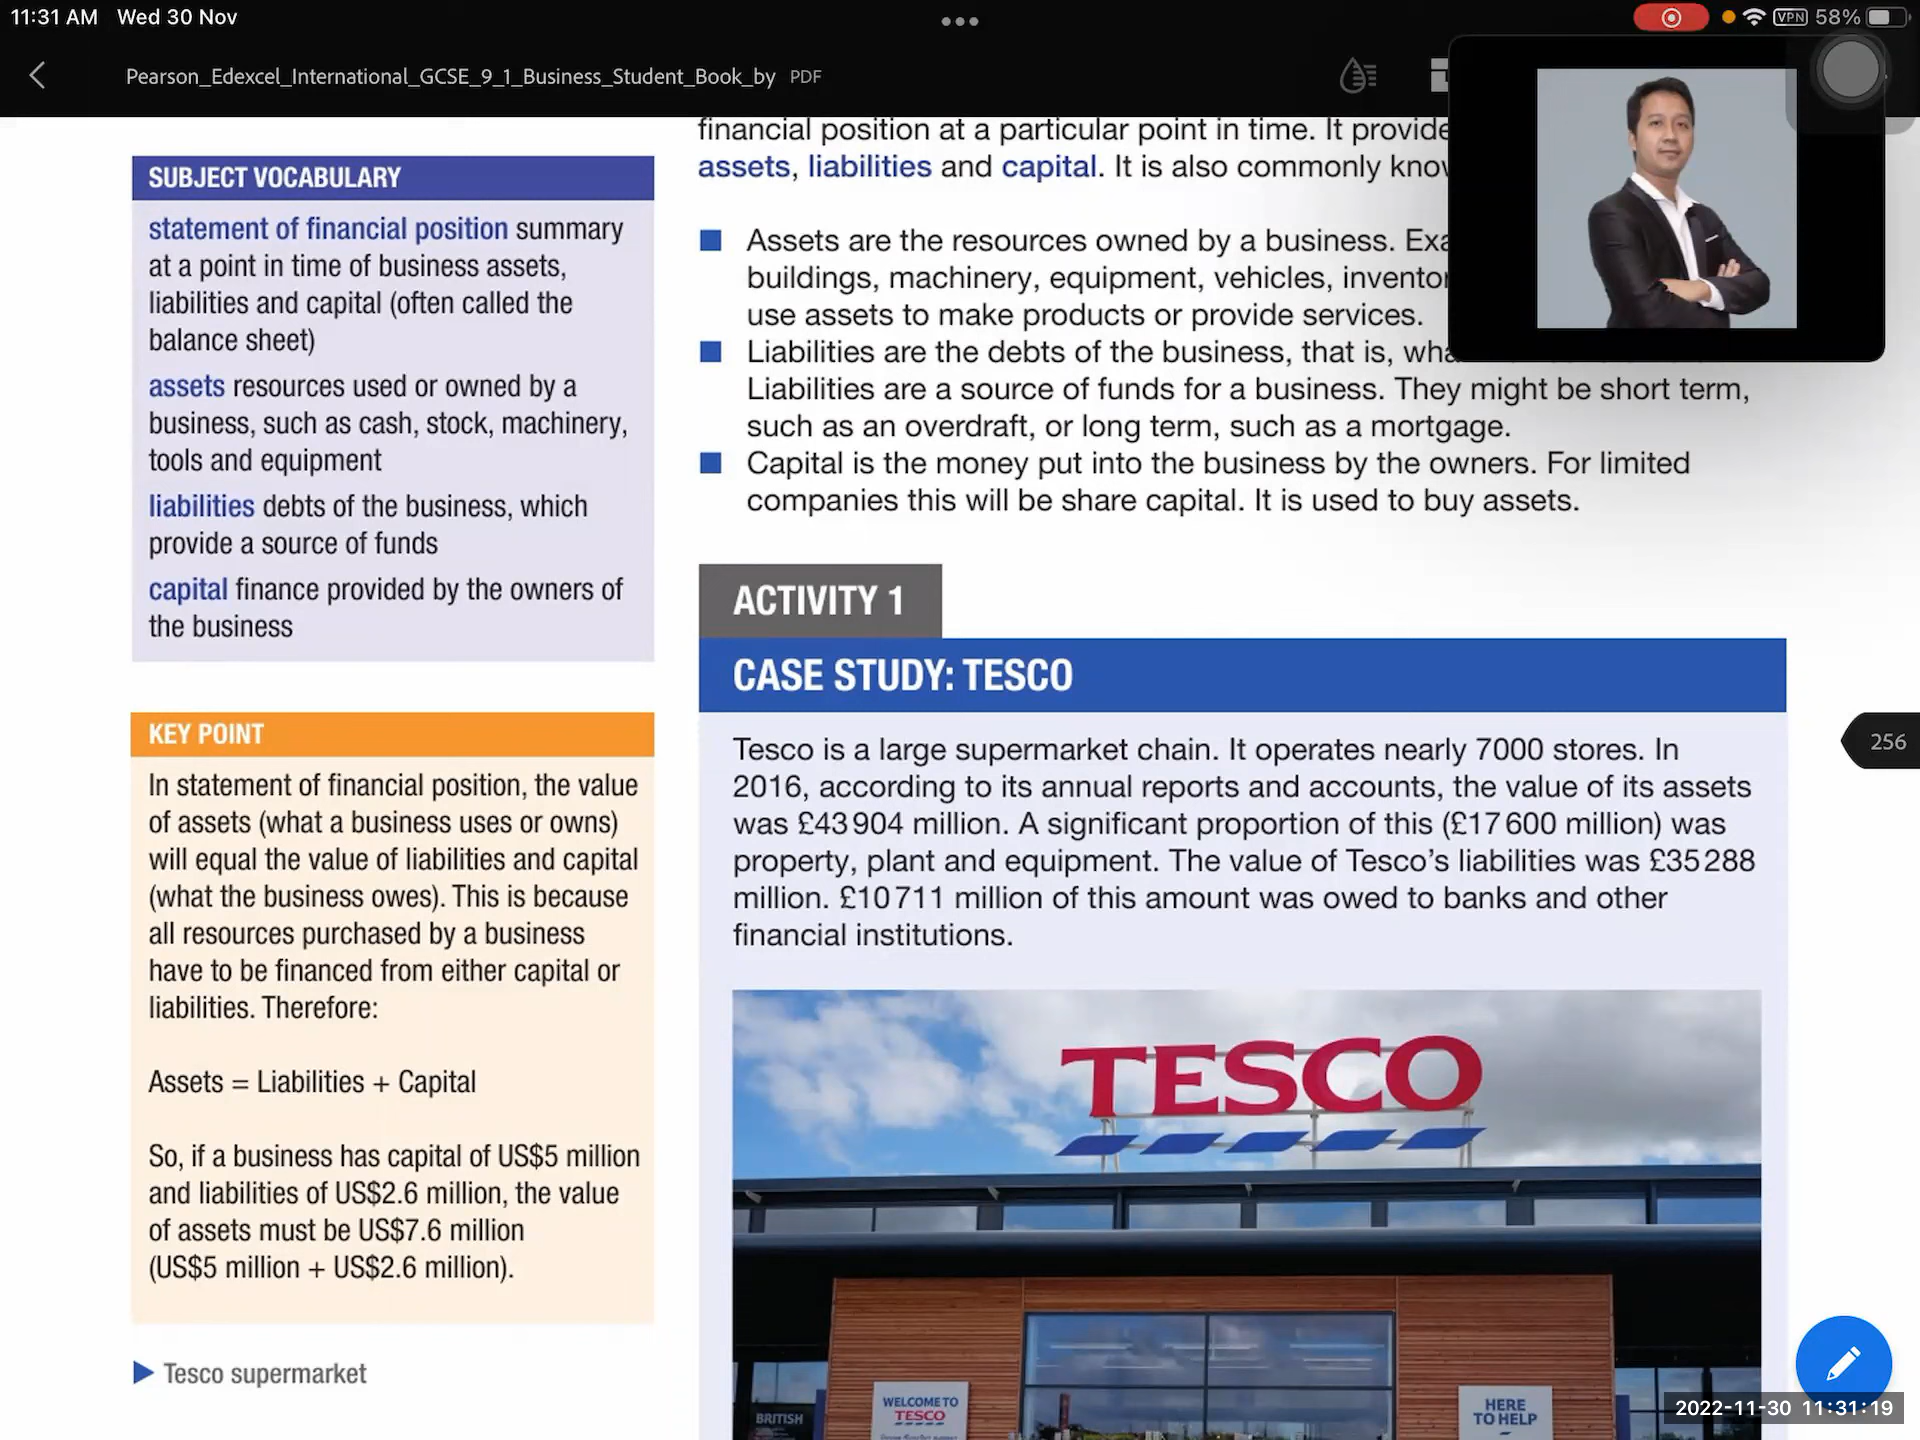 11:31 AM Wed 30 Nov
VPN 58%
Pearson_Edexcel_International_GCSE_9_1_Business_Student_Book_by PDF
SUBJECT VOCABULARY
statement of financial position summary
at a point in time of business assets,
liabilities and capital (often called the
balance sheet)
assets resources used or owned by a
business, such as cash, stock, machinery,
tools and equipment
liabilities debts of the business, which
provide a source of funds
capital finance provided by the owners of
the business
KEY POINT
In statement of financial position, the value
of assets (what a business uses or owns)
will equal the value of liabilities and capital
(what the business owes). This is because
all resources purchased by a business
have to be financed from either capital or
liabilities. Therefore:
Assets = Liabilities + Capital
So, if a business has capital of US$5 million
and liabilities of US$2.6 million, the value
of assets must be US$7.6 million
(US$5 million + US$2.6 million).
Tesco supermarket
financial position at a particular point in time. It provide
assets, liabilities and capital. It is also commonly
Assets are the resources owned by a business.
buildings, machinery, equipment, vehicles,
use assets to make products or provide services.
Liabilities are the debts of the business, that is,
Liabilities are a source of funds for a business. They might be short term,
such as an overdraft, or long term, such as a mortgage.
Capital is the money put into the business by the owners. For limited
companies this will be share capital. It is used to buy assets.
ACTIVITY 1
CASE STUDY: TESCO
Tesco is a large supermarket chain. It operates nearly 7000 stores. In
2016, according to its annual reports and accounts, the value of its assets
was £43 904 million. A significant proportion of this (£17 600 million) was
property, plant and equipment. The value of Tesco's liabilities was £35 288
million. £10 711 million of this amount was owed to banks and other
financial institutions.
TESCO
WELCOME TO
TESCO
BRITISH
HERE
TO HELP
256
2022-11-30 11:31:19